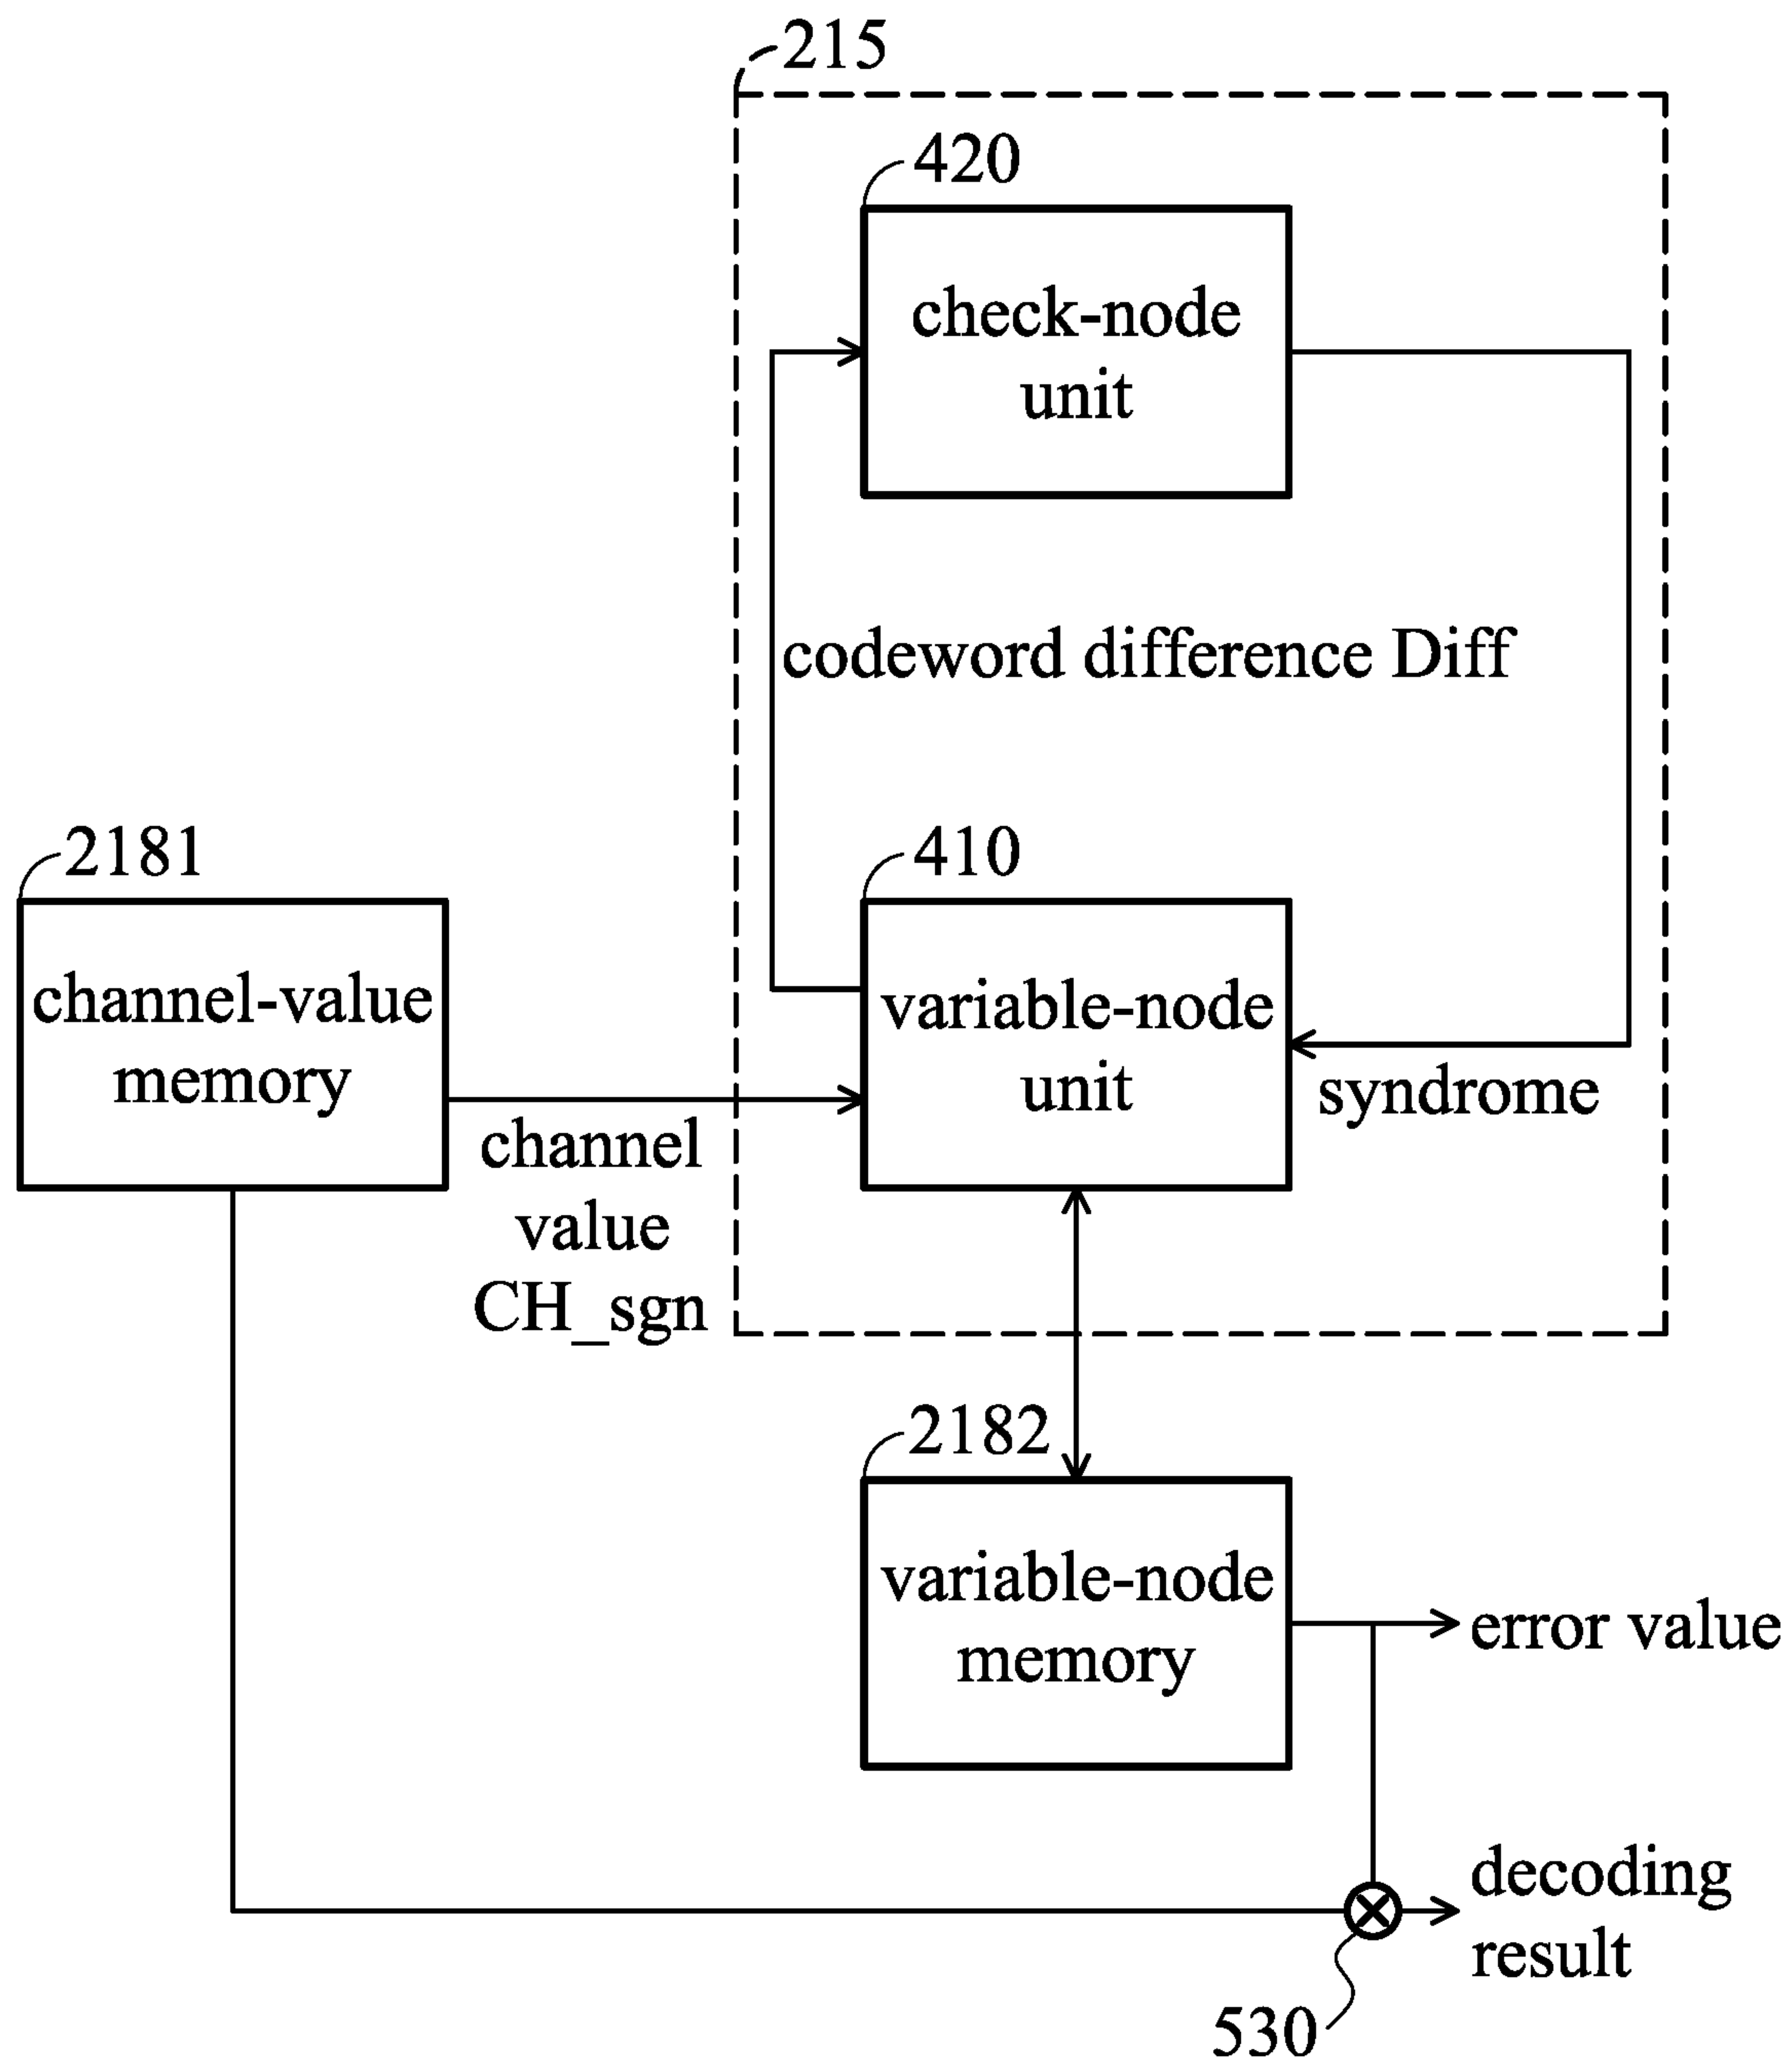 215
420
check-node
unit
codeword difference Diff
2181
410
channel-value
memory
variable-node
unit
syndrome
channel
value
CH_sgn
2182
variable-node
memory
error value
decoding
result
530